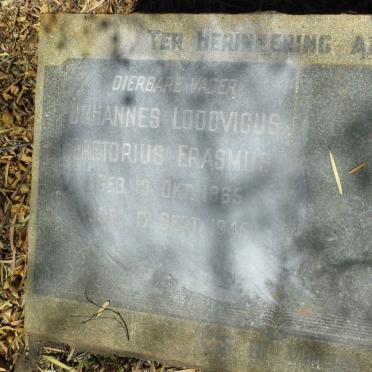 TER HERINNERING A
DIERBARE VADER
JOHANNES LODOVICUS
PRETORIUS ERASMUS
GEB. 10 OKT. 1865
17 SEPT.